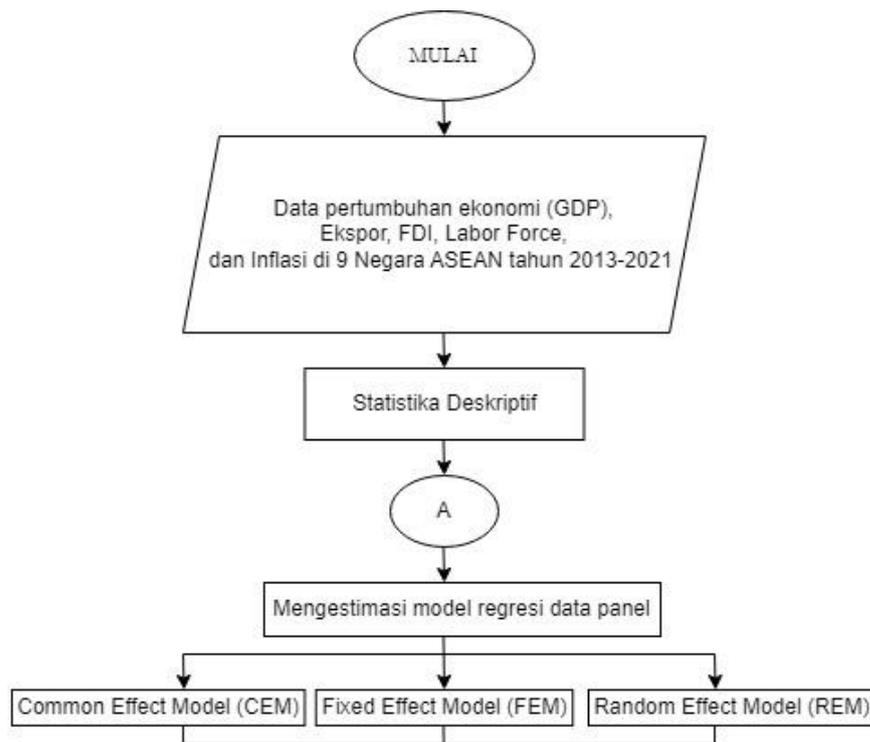 MULAI
Data pertumbuhan ekonomi (GDP),
Ekspor, FDI, Labor Force,
dan Inflasi di 9 Negara ASEAN tahun 2013-2021
Statistika Deskriptif
A
Mengestimasi model regresi data panel
Common Effect Model (CEM)
Fixed Effect Model (FEM)
Random Effect Model (REM)